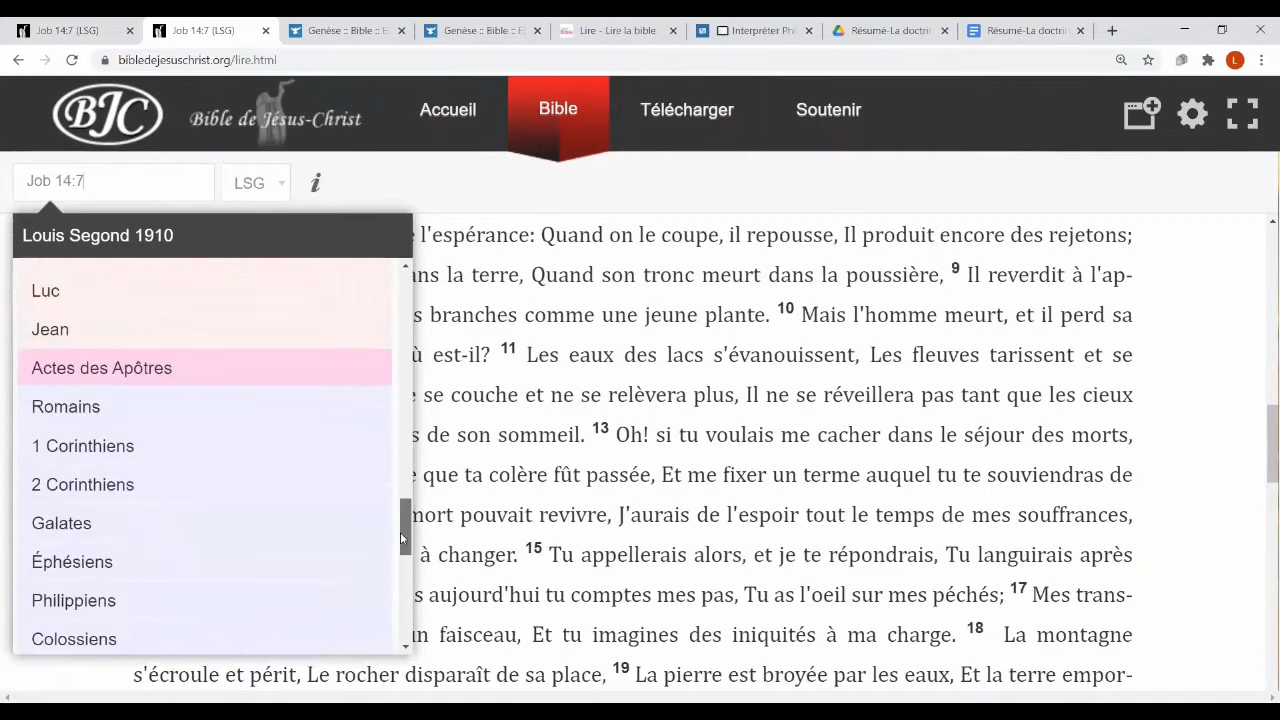 Job 14:7 (LSG)
Job 14:7 (LSG)
Genèse :: Bible :: E
Genèse :: Bible :: E
Lire - Lire la bible
Interpréter Phi
Résumé-La doctri
Résumé-La doctri
bibledejesuschrist.org/lire.html
L
BJC
Bible de Jésus-Christ
Accueil
Bible
Télécharger
Soutenir
Job 14:7
LSG
i
Louis Segond 1910
Luc
Jean
Actes des Apôtres
Romains
1 Corinthiens
2 Corinthiens
Galates
Éphésiens
Philippiens
Colossiens
l'espérance: Quand on le coupe, il repousse, Il produit encore des rejetons;
ans la terre, Quand son tronc meurt dans la poussière, 9 Il reverdit à l'ap-
s branches comme une jeune plante. 10 Mais l'homme meurt, et il perd sa
ù est-il? 11 Les eaux des lacs s'évanouissent, Les fleuves tarissent et se
se couche et ne se relèvera plus, Il ne se réveillera pas tant que les cieux
s de son sommeil. 13 Oh! si tu voulais me cacher dans le séjour des morts,
que ta colère fût passée, Et me fixer un terme auquel tu te souviendras de
mort pouvait revivre, J'aurais de l'espoir tout le temps de mes souffrances,
à changer. 15 Tu appellerais alors, et je te répondrais, Tu languirais après
s aujourd'hui tu comptes mes pas, Tu as l'oeil sur mes péchés; 17 Mes trans-
un faisceau, Et tu imagines des iniquités à ma charge. 18 La montagne
s'écroule et périt, Le rocher disparaît de sa place, 19 La pierre est broyée par les eaux, Et la terre empor-